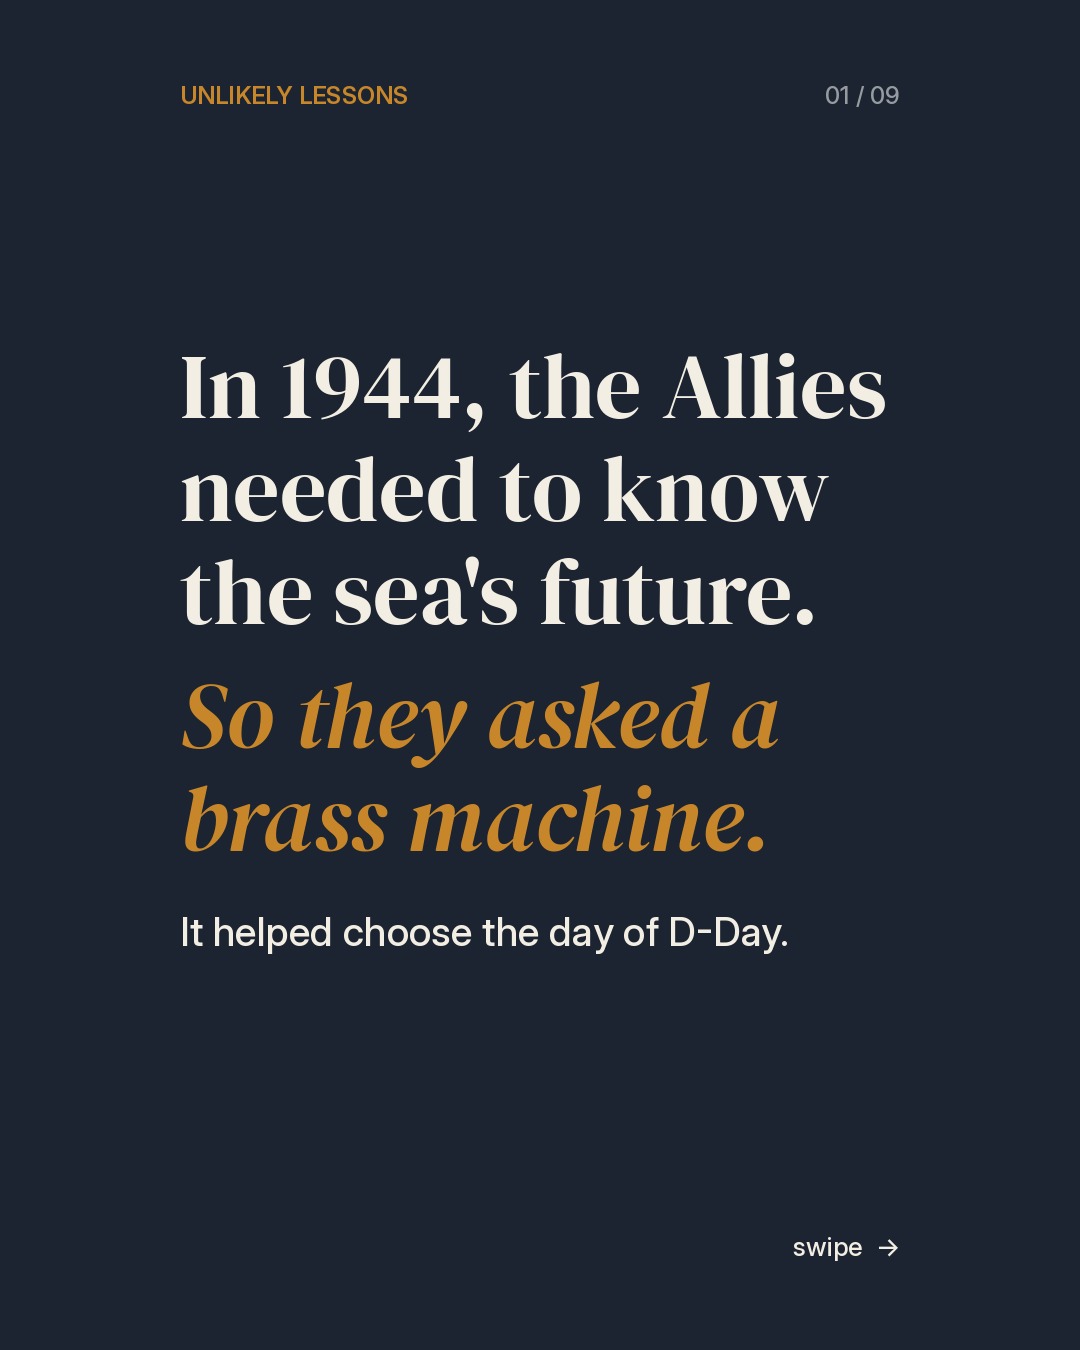 UNLIKELY LESSONS
01 / 09
In 1944, the Allies
needed to know
the sea's future.
So they asked a
brass machine.
It helped choose the day of D-Day.
swipe →